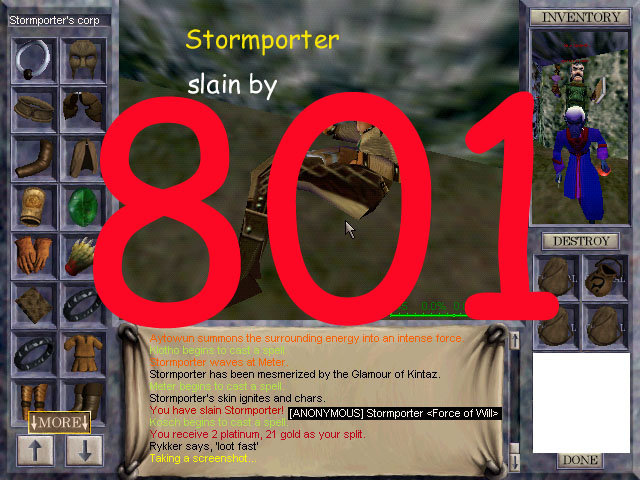 Stormporter's corp
INVENTORY
Stormporter
slain by
801
DESTROY
MORE
DONE
Aytowun summons the surrounding energy into an intense force.
Klotho begins to cast a spell.
Stormporter waves at Meter
Stormporter has been mesmerized by the Glamour of Kintaz.
Meter begins to cast a spell.
Stormporter's skin ignites and chars.
You have slain Stormporter!
[ANONYMOUS] Stormporter <Force of Will>
Kosch begins to cast a spell.
You receive 2 platinum, 21 gold as your split.
Rykker says, 'loot fast'
Taking a screenshot...